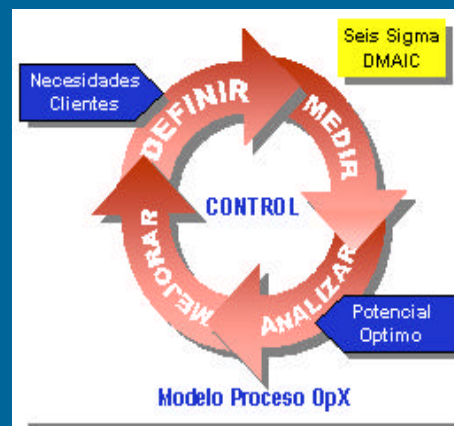 Seis Sigma
DMAIC
Necesidades
Clientes
DEFINIR
MEDIR
CONTROL
MEJORAR
ANALIZAR
Potencial
Optimo
Modelo Proceso OpX